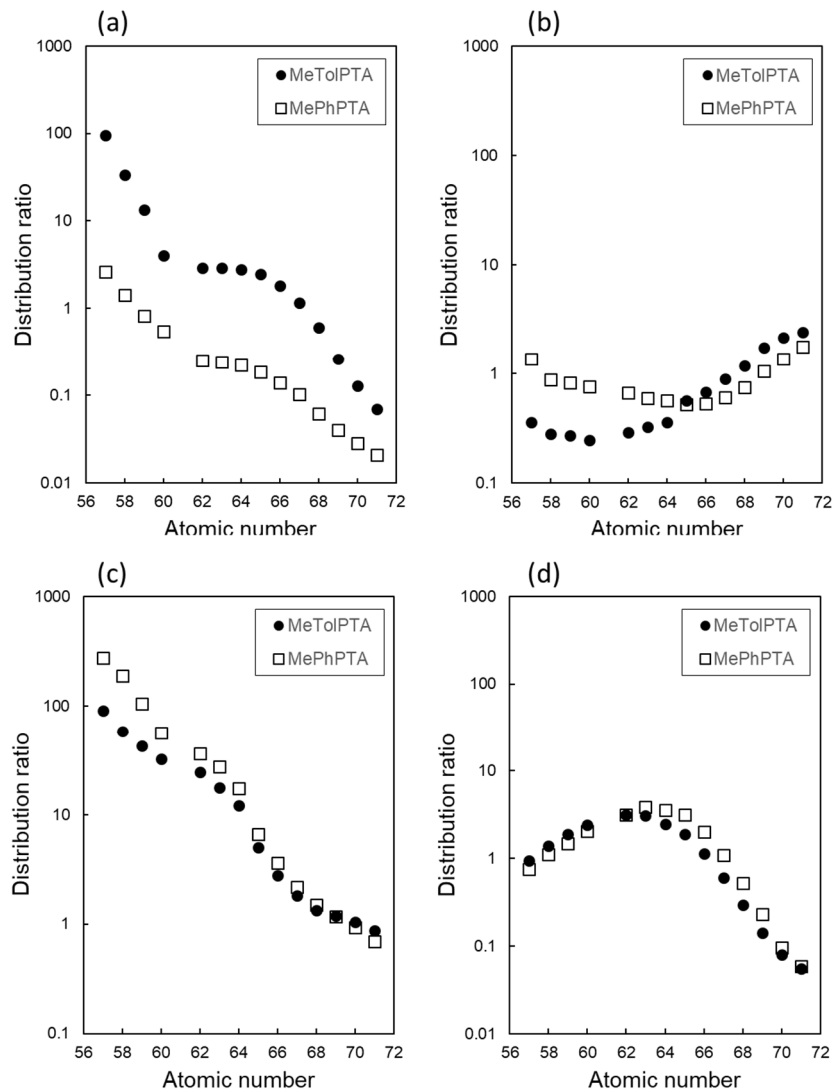 (a)
1000
100
10
1
0.1
0.01
Distribution ratio
MeTolPTA
MePhPTA
56 58 60 62 64 66 68 70 72
Atomic number
(b)
1000
100
10
1
0.1
Distribution ratio
MeTolPTA
MePhPTA
56 58 60 62 64 66 68 70 72
Atomic number
(c)
1000
100
10
1
0.1
Distribution ratio
MeTolPTA
MePhPTA
56 58 60 62 64 66 68 70 72
Atomic number
(d)
1000
100
10
1
0.1
0.01
Distribution ratio
MeTolPTA
MePhPTA
56 58 60 62 64 66 68 70 72
Atomic number